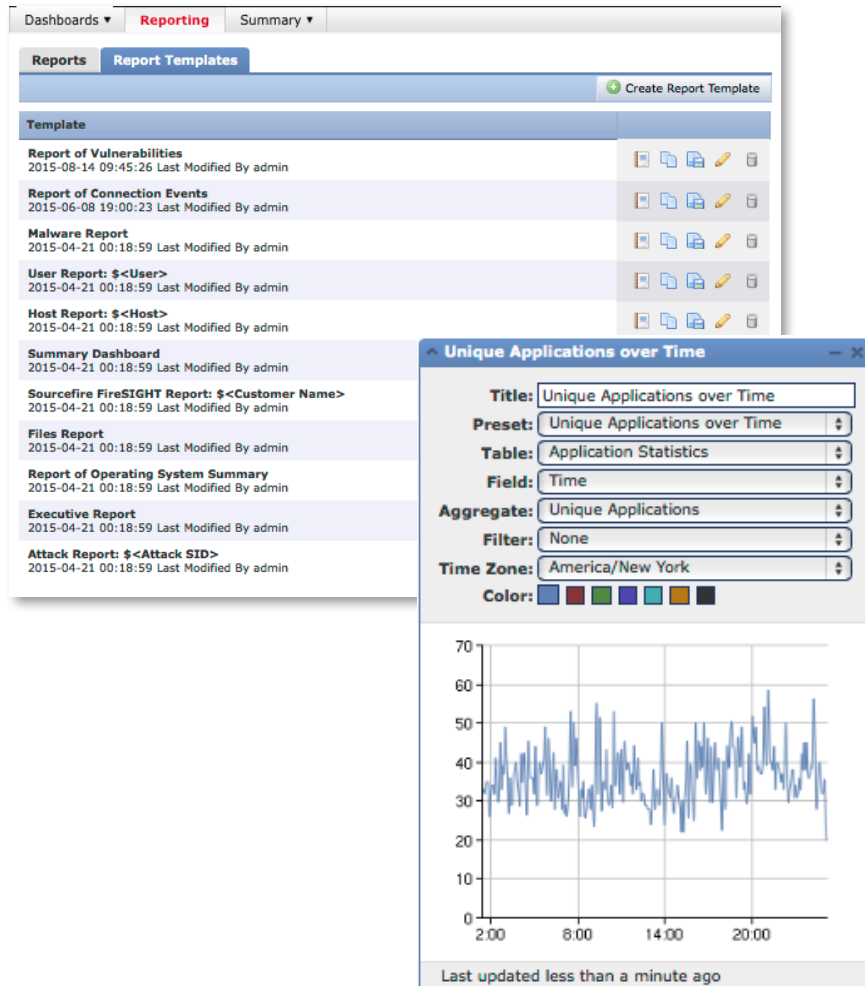 Dashboards ▾ Reporting Summary ▾
Reports Report Templates
Create Report Template
Template
Report of Vulnerabilities
2015-08-14 09:45:26 Last Modified By admin
Report of Connection Events
2015-06-08 19:00:23 Last Modified By admin
Malware Report
2015-04-21 00:18:59 Last Modified By admin
User Report: $<User>
2015-04-21 00:18:59 Last Modified By admin
Host Report: $<Host>
2015-04-21 00:18:59 Last Modified By admin
Summary Dashboard
2015-04-21 00:18:59 Last Modified By admin
Sourcefire FireSIGHT Report: $<Customer Name>
2015-04-21 00:18:59 Last Modified By admin
Files Report
2015-04-21 00:18:59 Last Modified By admin
Report of Operating System Summary
2015-04-21 00:18:59 Last Modified By admin
Executive Report
2015-04-21 00:18:59 Last Modified By admin
Attack Report: $<Attack SID>
2015-04-21 00:18:59 Last Modified By admin
Unique Applications over Time
Title: Unique Applications over Time
Preset: Unique Applications over Time
Table: Application Statistics
Field: Time
Aggregate: Unique Applications
Filter: None
Time Zone: America/New York
Color:
70
60
50
40
30
20
10
0
2:00 8:00 14:00 20:00
Last updated less than a minute ago